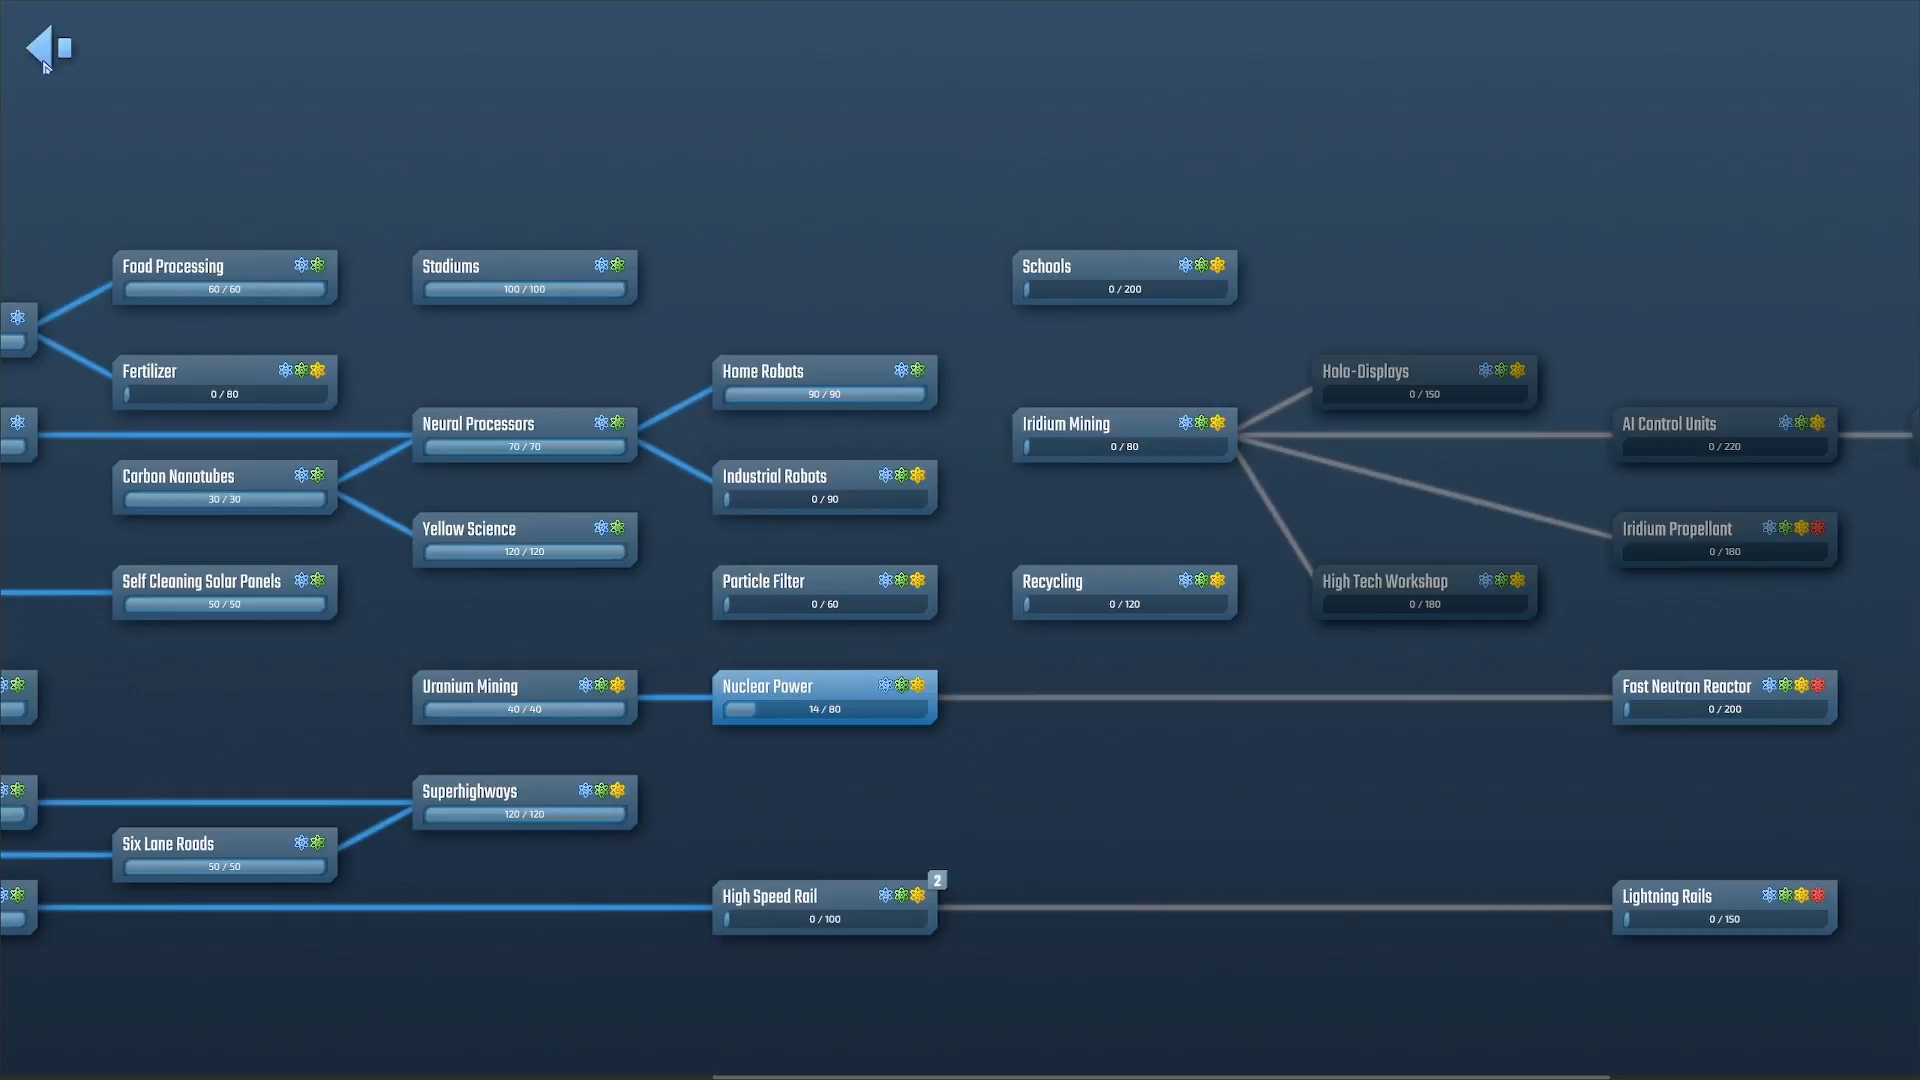 Food Processing
60 / 60
Stadiums
100 / 100
Schools
0 / 200
Fertilizer
0 / 80
Home Robots
90 / 90
Holo-Displays
0 / 150
Neural Processors
70 / 70
Iridium Mining
0 / 80
AI Control Units
0 / 220
Carbon Nanotubes
30 / 30
Industrial Robots
0 / 90
Yellow Science
120 / 120
Iridium Propellant
0 / 180
Self Cleaning Solar Panels
50 / 50
Particle Filter
0 / 60
Recycling
0 / 120
High Tech Workshop
0 / 180
Uranium Mining
40 / 40
Nuclear Power
14 / 80
Fast Neutron Reactor
0 / 200
Superhighways
120 / 120
Six Lane Roads
50 / 50
High Speed Rail
2
0 / 100
Lightning Rails
0 / 150